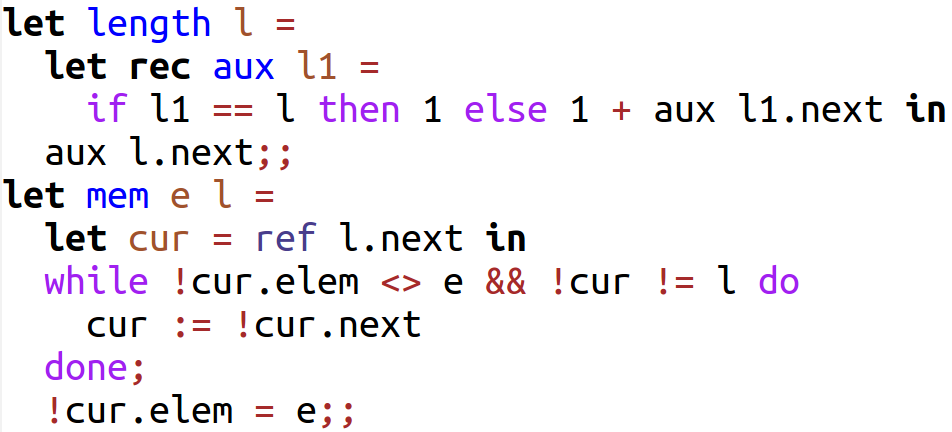 let length l =
  let rec aux l1 =
    if l1 == l then 1 else 1 + aux l1.next in
  aux l.next;;
let mem e l =
  let cur = ref l.next in
  while !cur.elem <> e && !cur != l do
    cur := !cur.next
  done;
  !cur.elem = e;;